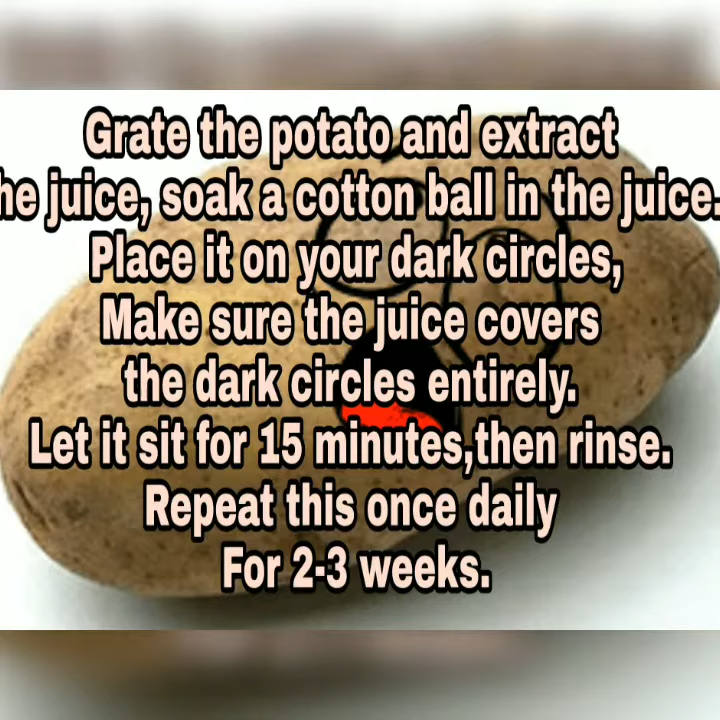 Grate the potato and extract
he juice, soak a cotton ball in the juice.
Place it on your dark circles,
Make sure the juice covers
the dark circles entirely.
Let it sit for 15 minutes,then rinse.
Repeat this once daily
For 2-3 weeks.